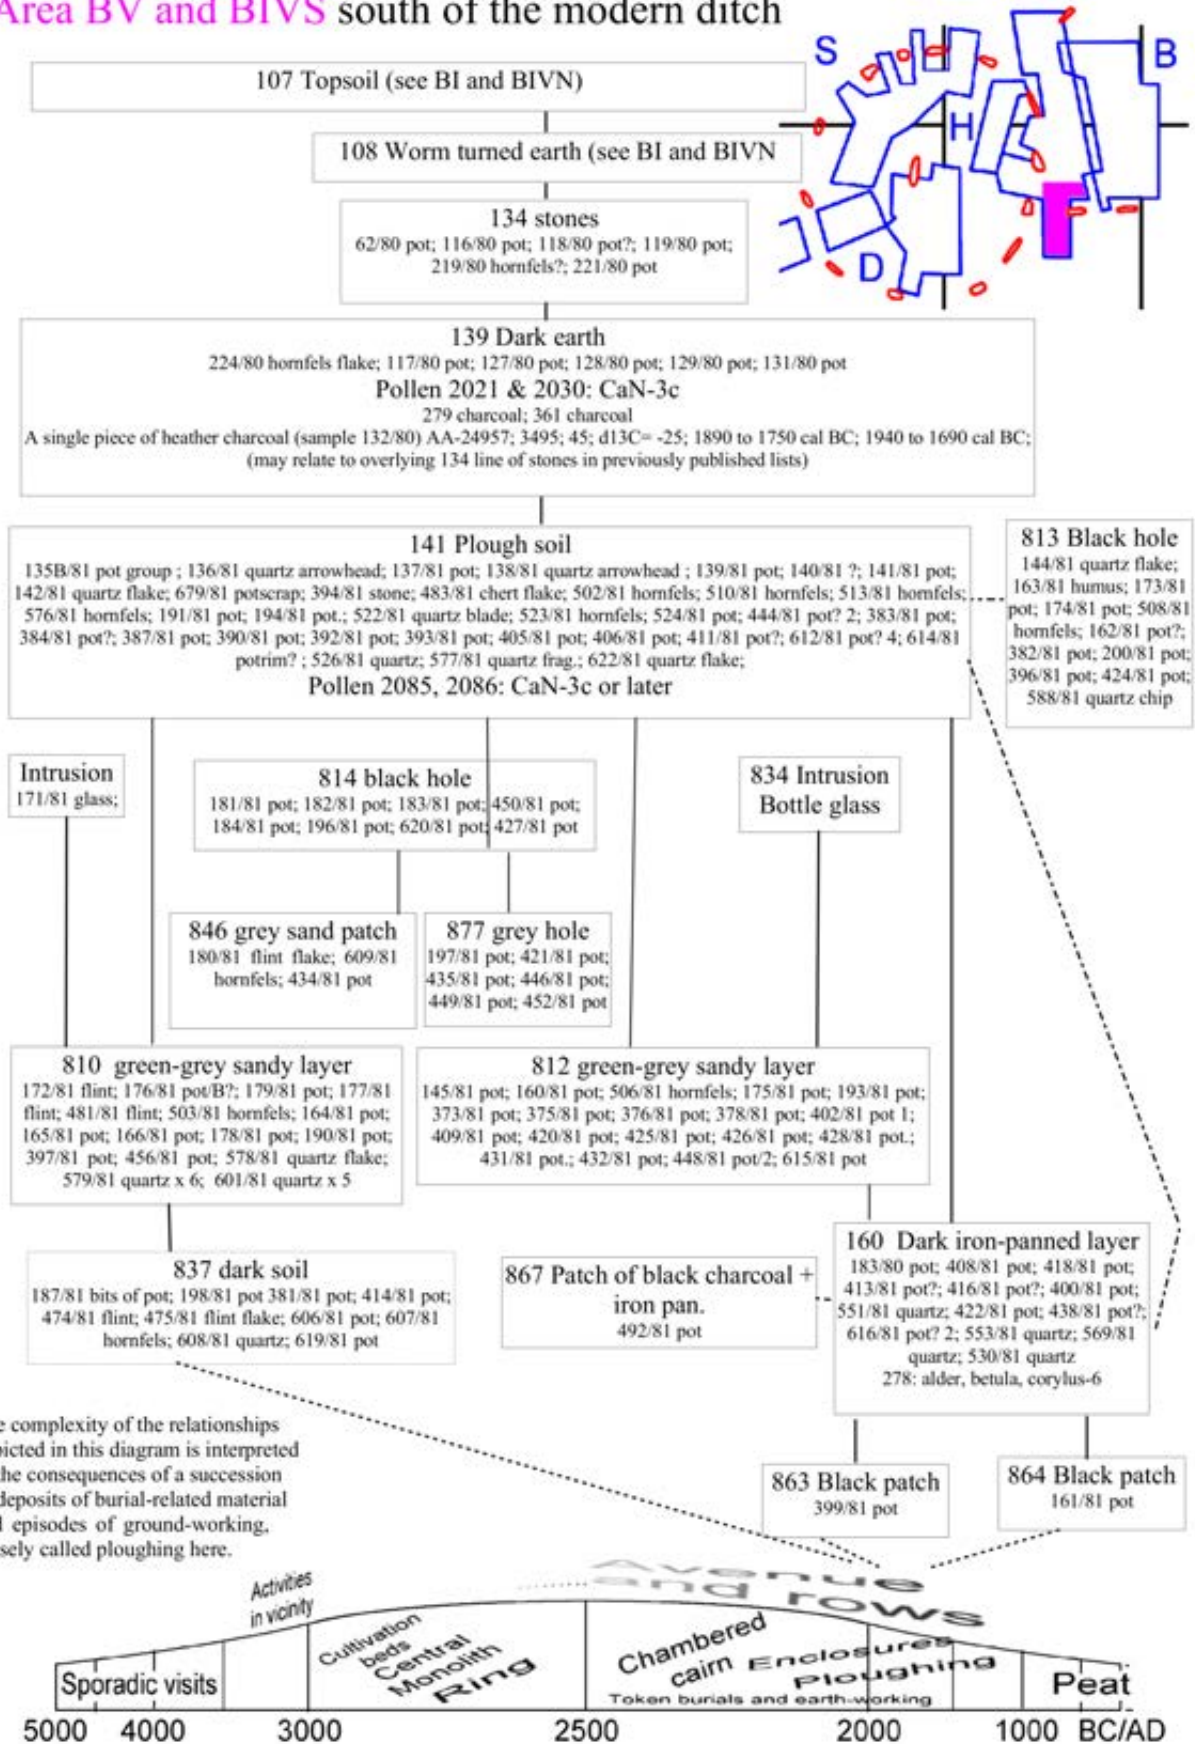 Area BV and BIVS south of the modern ditch
S
B
H
D
107 Topsoil (see BI and BIVN)
108 Worm turned earth (see BI and BIVN
134 stones
62/80 pot; 116/80 pot; 118/80 pot?; 119/80 pot;
219/80 hornfels?; 221/80 pot
139 Dark earth
224/80 hornfels flake; 117/80 pot; 127/80 pot; 128/80 pot; 129/80 pot; 131/80 pot
Pollen 2021 & 2030: CaN-3c
279 charcoal; 361 charcoal
A single piece of heather charcoal (sample 132/80) AA-24957; 3495; 45; d13C= -25; 1890 to 1750 cal BC; 1940 to 1690 cal BC;
(may relate to overlying 134 line of stones in previously published lists)
141 Plough soil
135B/81 pot group ; 136/81 quartz arrowhead; 137/81 pot; 138/81 quartz arrowhead ; 139/81 pot; 140/81 ?; 141/81 pot;
142/81 quartz flake; 679/81 potscrap; 394/81 stone; 483/81 chert flake; 502/81 hornfels; 510/81 hornfels; 513/81 hornfels;
576/81 hornfels; 191/81 pot; 194/81 pot.; 522/81 quartz blade; 523/81 hornfels; 524/81 pot; 444/81 pot? 2; 383/81 pot;
384/81 pot?; 387/81 pot; 390/81 pot; 392/81 pot; 393/81 pot; 405/81 pot; 406/81 pot; 411/81 pot?; 612/81 pot? 4; 614/81
potrim? ; 526/81 quartz; 577/81 quartz frag.; 622/81 quartz flake;
Pollen 2085, 2086: CaN-3c or later
813 Black hole
144/81 quartz flake;
163/81 humus; 173/81
pot; 174/81 pot; 508/81
hornfels; 162/81 pot?;
382/81 pot; 200/81 pot;
396/81 pot; 424/81 pot;
588/81 quartz chip
Intrusion
171/81 glass;
814 black hole
181/81 pot; 182/81 pot; 183/81 pot; 450/81 pot;
184/81 pot; 196/81 pot; 620/81 pot; 427/81 pot
834 Intrusion
Bottle glass
846 grey sand patch
180/81 flint flake; 609/81
hornfels; 434/81 pot
877 grey hole
197/81 pot; 421/81 pot;
435/81 pot; 446/81 pot;
449/81 pot; 452/81 pot
810 green-grey sandy layer
172/81 flint; 176/81 pot/B?; 179/81 pot; 177/81
flint; 481/81 flint; 503/81 hornfels; 164/81 pot;
165/81 pot; 166/81 pot; 178/81 pot; 190/81 pot;
397/81 pot; 456/81 pot; 578/81 quartz flake;
579/81 quartz x 6; 601/81 quartz x 5
812 green-grey sandy layer
145/81 pot; 160/81 pot; 506/81 hornfels; 175/81 pot; 193/81 pot;
373/81 pot; 375/81 pot; 376/81 pot; 378/81 pot; 402/81 pot 1;
409/81 pot; 420/81 pot; 425/81 pot; 426/81 pot; 428/81 pot.;
431/81 pot.; 432/81 pot; 448/81 pot/2; 615/81 pot
837 dark soil
187/81 bits of pot; 198/81 pot 381/81 pot; 414/81 pot;
474/81 flint; 475/81 flint flake; 606/81 pot; 607/81
hornfels; 608/81 quartz; 619/81 pot
867 Patch of black charcoal +
iron pan.
492/81 pot
160 Dark iron-panned layer
183/80 pot; 408/81 pot; 418/81 pot;
413/81 pot?; 416/81 pot?; 400/81 pot;
551/81 quartz; 422/81 pot; 438/81 pot?;
616/81 pot? 2; 553/81 quartz; 569/81
quartz; 530/81 quartz
278: alder, betula, corylus-6
863 Black patch
399/81 pot
864 Black patch
161/81 pot
e complexity of the relationships
picted in this diagram is interpreted
the consequences of a succession
deposits of burial-related material
l episodes of ground-working,
sely called ploughing here.
Avenue
and rows
Activities
in vicinity
Sporadic visits
Cultivation
beds
Central
Monolith
Ring
Chambered
cairn
Enclosures
Ploughing
Token burials and earth-working
Peat
5000 4000 3000 2500 2000 1000 BC/AD